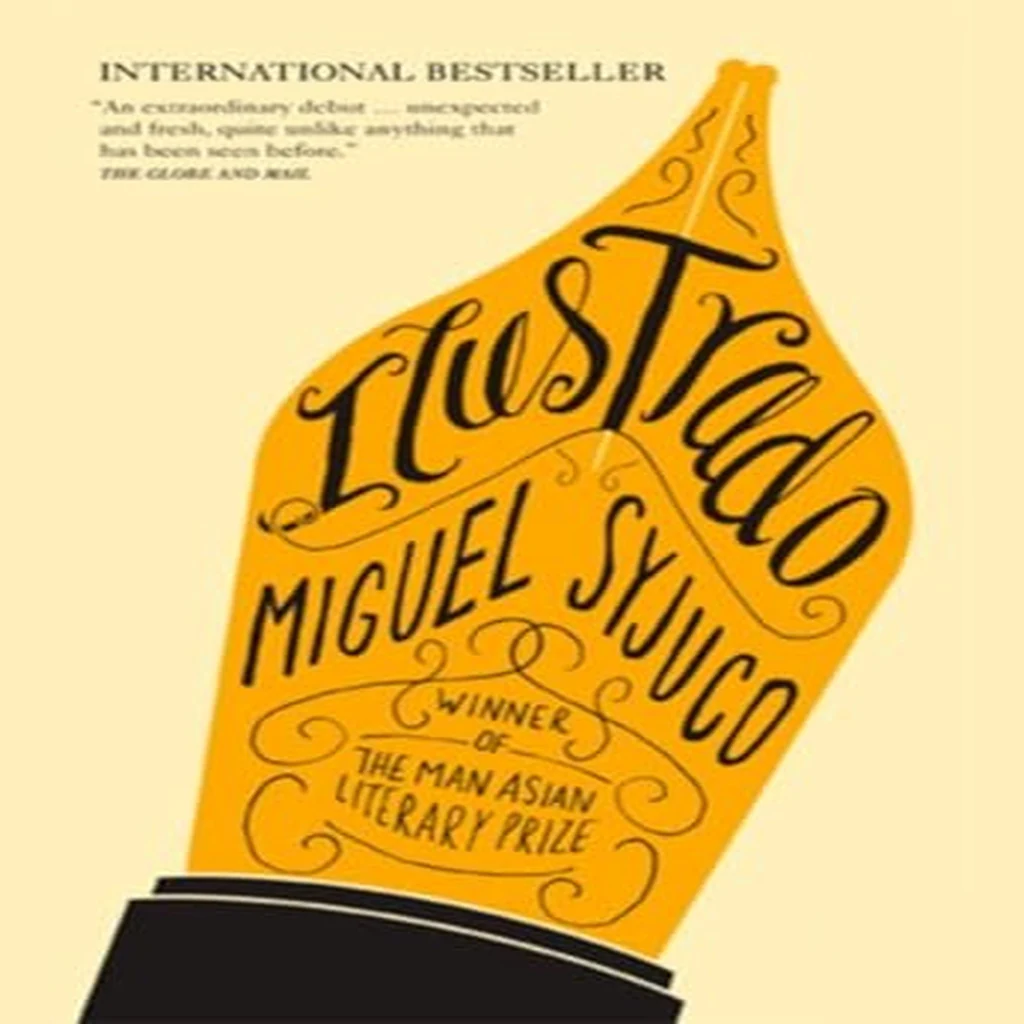 INTERNATIONAL BESTSELLER
"An extraordinary debut ... unexpected
and fresh, quite unlike anything that
has been seen before."
THE GLOBE AND MAIL
Ilustrado
MIGUEL SYJUCO
WINNER
OF
THE MAN ASIAN
LITERARY PRIZE